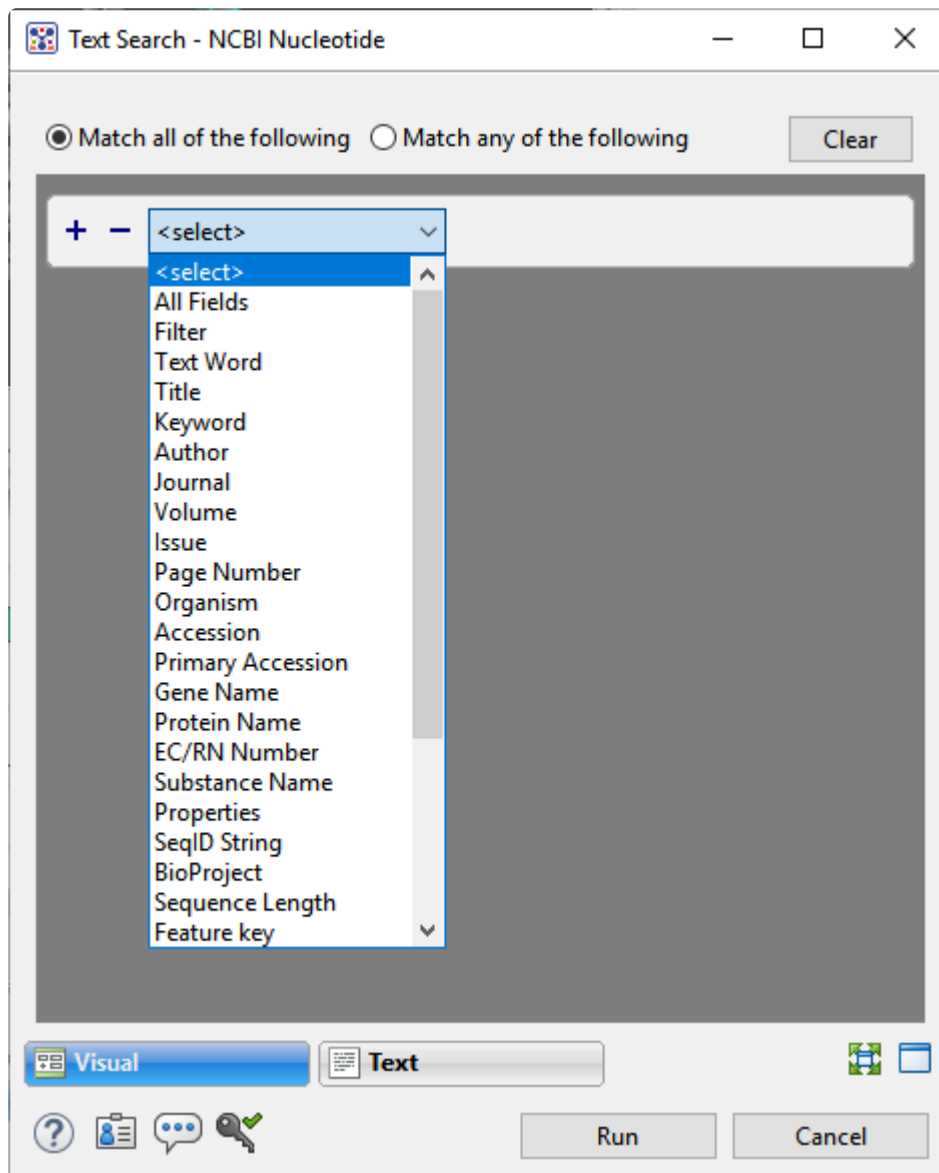 Text Search - NCBI Nucleotide
Match all of the following Match any of the following Clear
+ − <select>
<select>
All Fields
Filter
Text Word
Title
Keyword
Author
Journal
Volume
Issue
Page Number
Organism
Accession
Primary Accession
Gene Name
Protein Name
EC/RN Number
Substance Name
Properties
SeqID String
BioProject
Sequence Length
Feature key
Visual Text
? Run Cancel